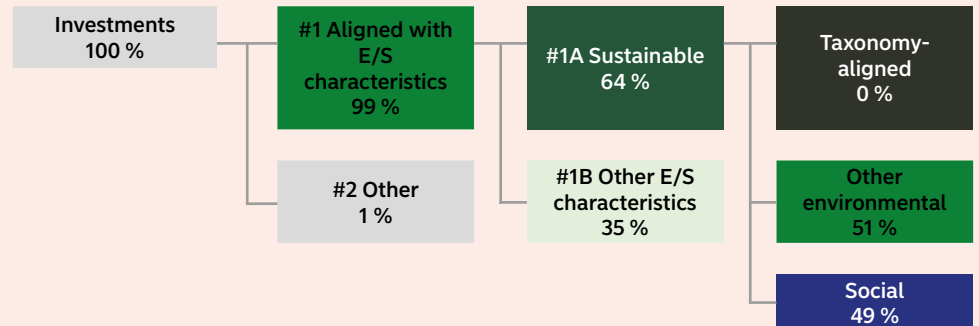 Investments
100 %
#1 Aligned with
E/S
characteristics
99 %
#1A Sustainable
64 %
Taxonomy-
aligned
0 %
#2 Other
1 %
#1B Other E/S
characteristics
35 %
Other
environmental
51 %
Social
49 %